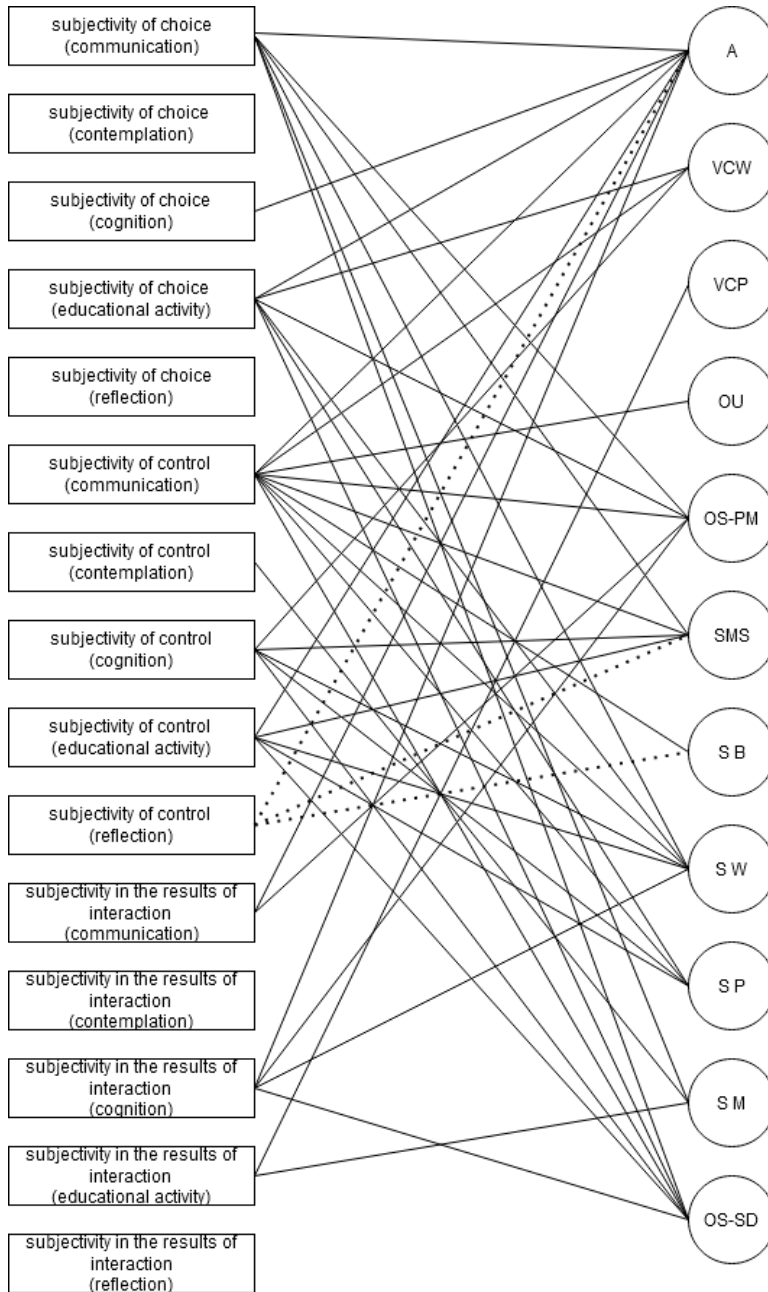 subjectivity of choice
(communication)
subjectivity of choice
(contemplation)
subjectivity of choice
(cognition)
subjectivity of choice
(educational activity)
subjectivity of choice
(reflection)
subjectivity of control
(communication)
subjectivity of control
(contemplation)
subjectivity of control
(cognition)
subjectivity of control
(educational activity)
subjectivity of control
(reflection)
subjectivity in the results of
interaction
(communication)
subjectivity in the results of
interaction
(contemplation)
subjectivity in the results of
interaction
(cognition)
subjectivity in the results of
interaction
(educational activity)
subjectivity in the results of
interaction
(reflection)
A
VCW
VCP
OU
OS-PM
SMS
S B
S W
S P
S M
OS-SD